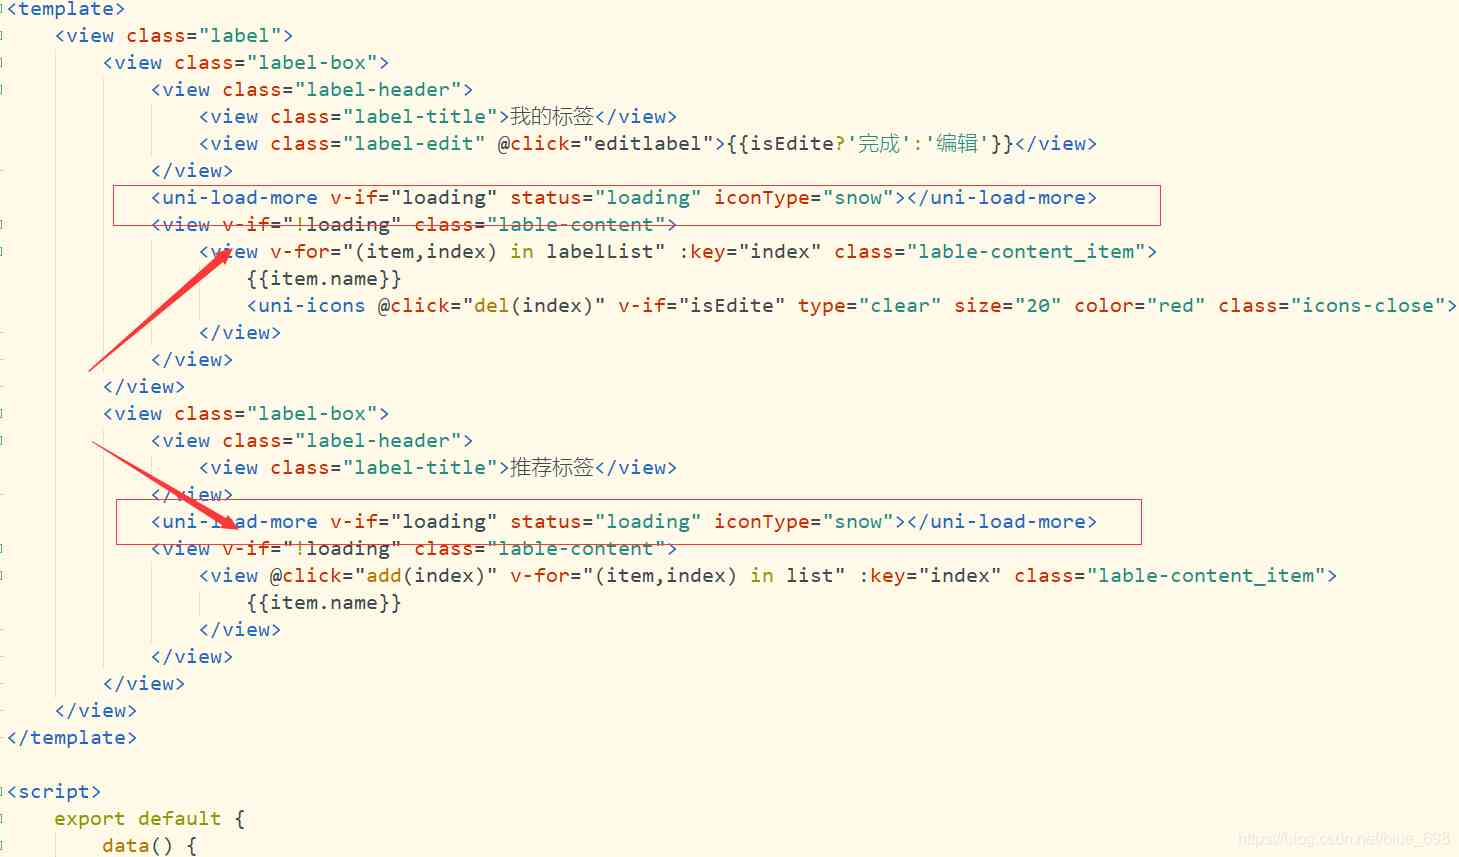 <template>
    <view class="label">
        <view class="label-box">
            <view class="label-header">
                <view class="label-title">我的标签</view>
                <view class="label-edit" @click="editlabel">{{isEdite?'完成':'编辑'}}</view>
            </view>
            <uni-load-more v-if="loading" status="loading" iconType="snow"></uni-load-more>
            <view v-if="!loading" class="lable-content">
                <view v-for="(item,index) in labelList" :key="index" class="lable-content_item">
                    {{item.name}}
                    <uni-icons @click="del(index)" v-if="isEdite" type="clear" size="20" color="red" class="icons-close">
                </view>
            </view>
        </view>
        <view class="label-box">
            <view class="label-header">
                <view class="label-title">推荐标签</view>
            </view>
            <uni-load-more v-if="loading" status="loading" iconType="snow"></uni-load-more>
            <view v-if="!loading" class="lable-content">
                <view @click="add(index)" v-for="(item,index) in list" :key="index" class="lable-content_item">
                    {{item.name}}
                </view>
            </view>
        </view>
    </view>
</template>
<script>
    export default {
        data() {
https://blog.csdn.net/blue_698